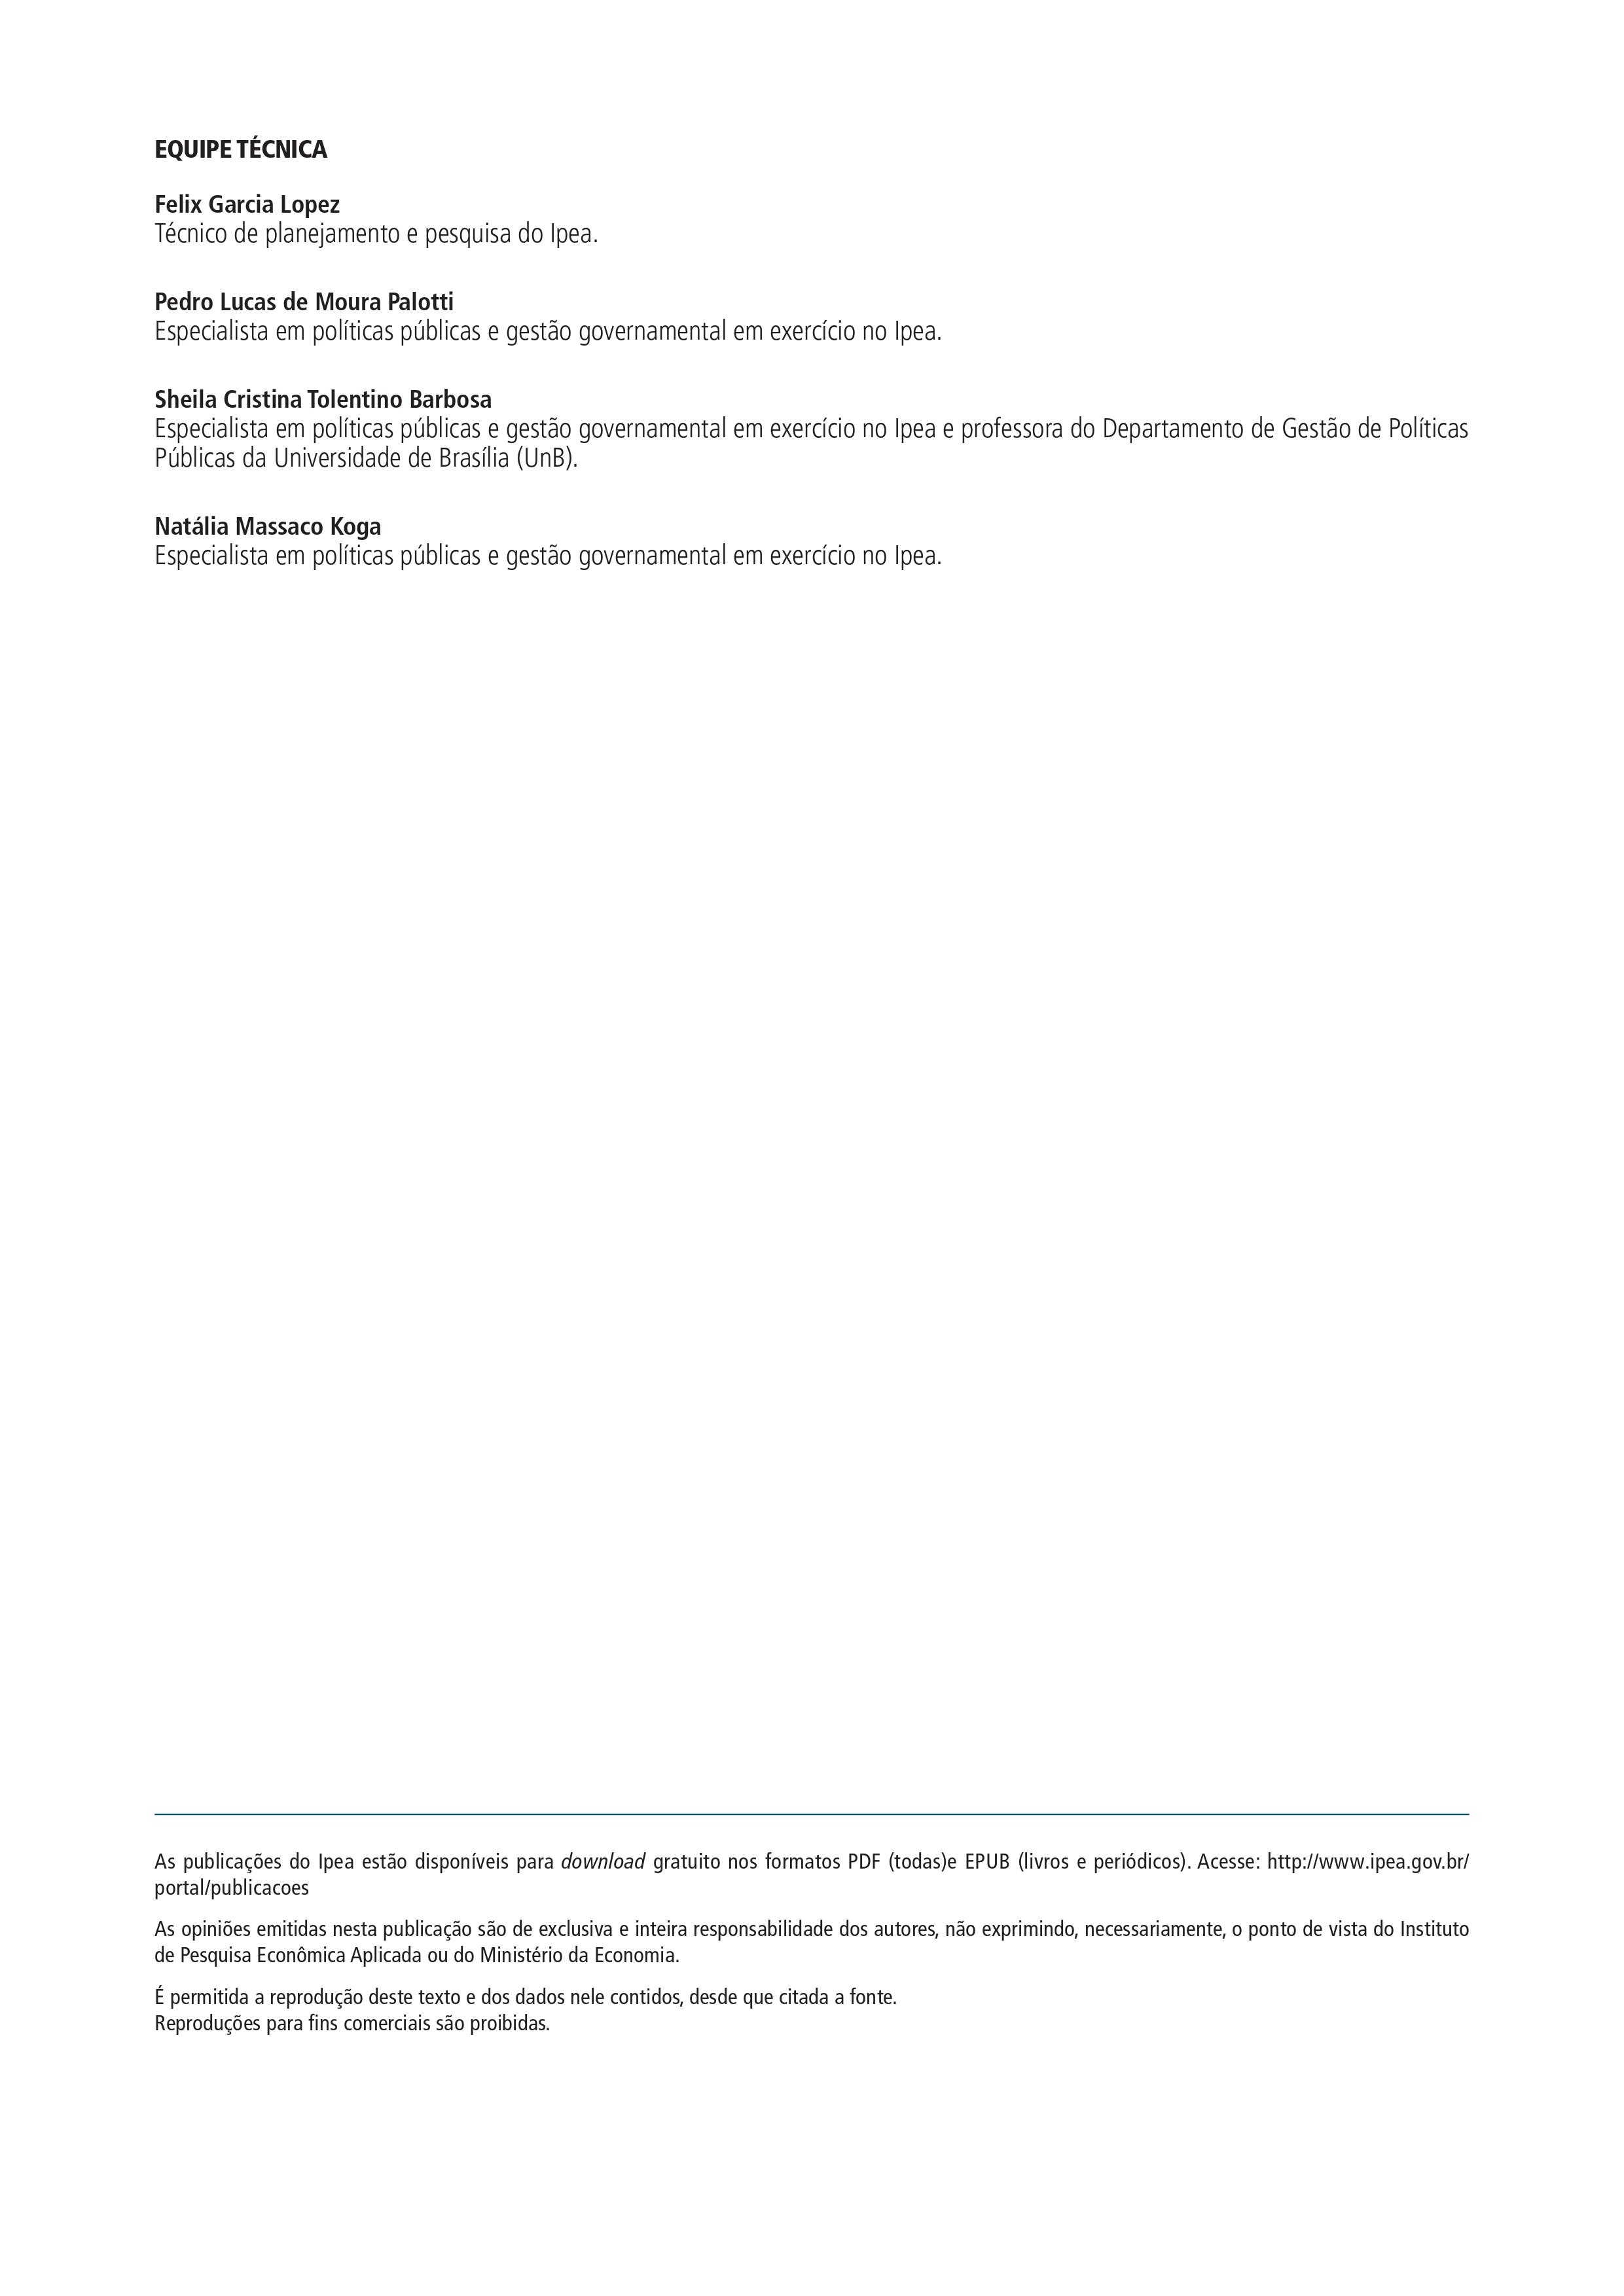 EQUIPE TÉCNICA
Felix Garcia Lopez
Técnico de planejamento e pesquisa do Ipea.
Pedro Lucas de Moura Palotti
Especialista em políticas públicas e gestão governamental em exercício no Ipea.
Sheila Cristina Tolentino Barbosa
Especialista em políticas públicas e gestão governamental em exercício no Ipea e professora do Departamento de Gestão de Políticas
Públicas da Universidade de Brasília (UnB).
Natália Massaco Koga
Especialista em políticas públicas e gestão governamental em exercício no Ipea.
As publicações do Ipea estão disponíveis para download gratuito nos formatos PDF (todas)e EPUB (livros e periódicos). Acesse: http://www.ipea.gov.br/
portal/publicacoes
As opiniões emitidas nesta publicação são de exclusiva e inteira responsabilidade dos autores, não exprimindo, necessariamente, o ponto de vista do Instituto
de Pesquisa Econômica Aplicada ou do Ministério da Economia.
É permitida a reprodução deste texto e dos dados nele contidos, desde que citada a fonte.
Reproduções para fins comerciais são proibidas.